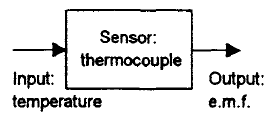 Sensor:
thermocouple
Input:
temperature
Output:
e.m.f.